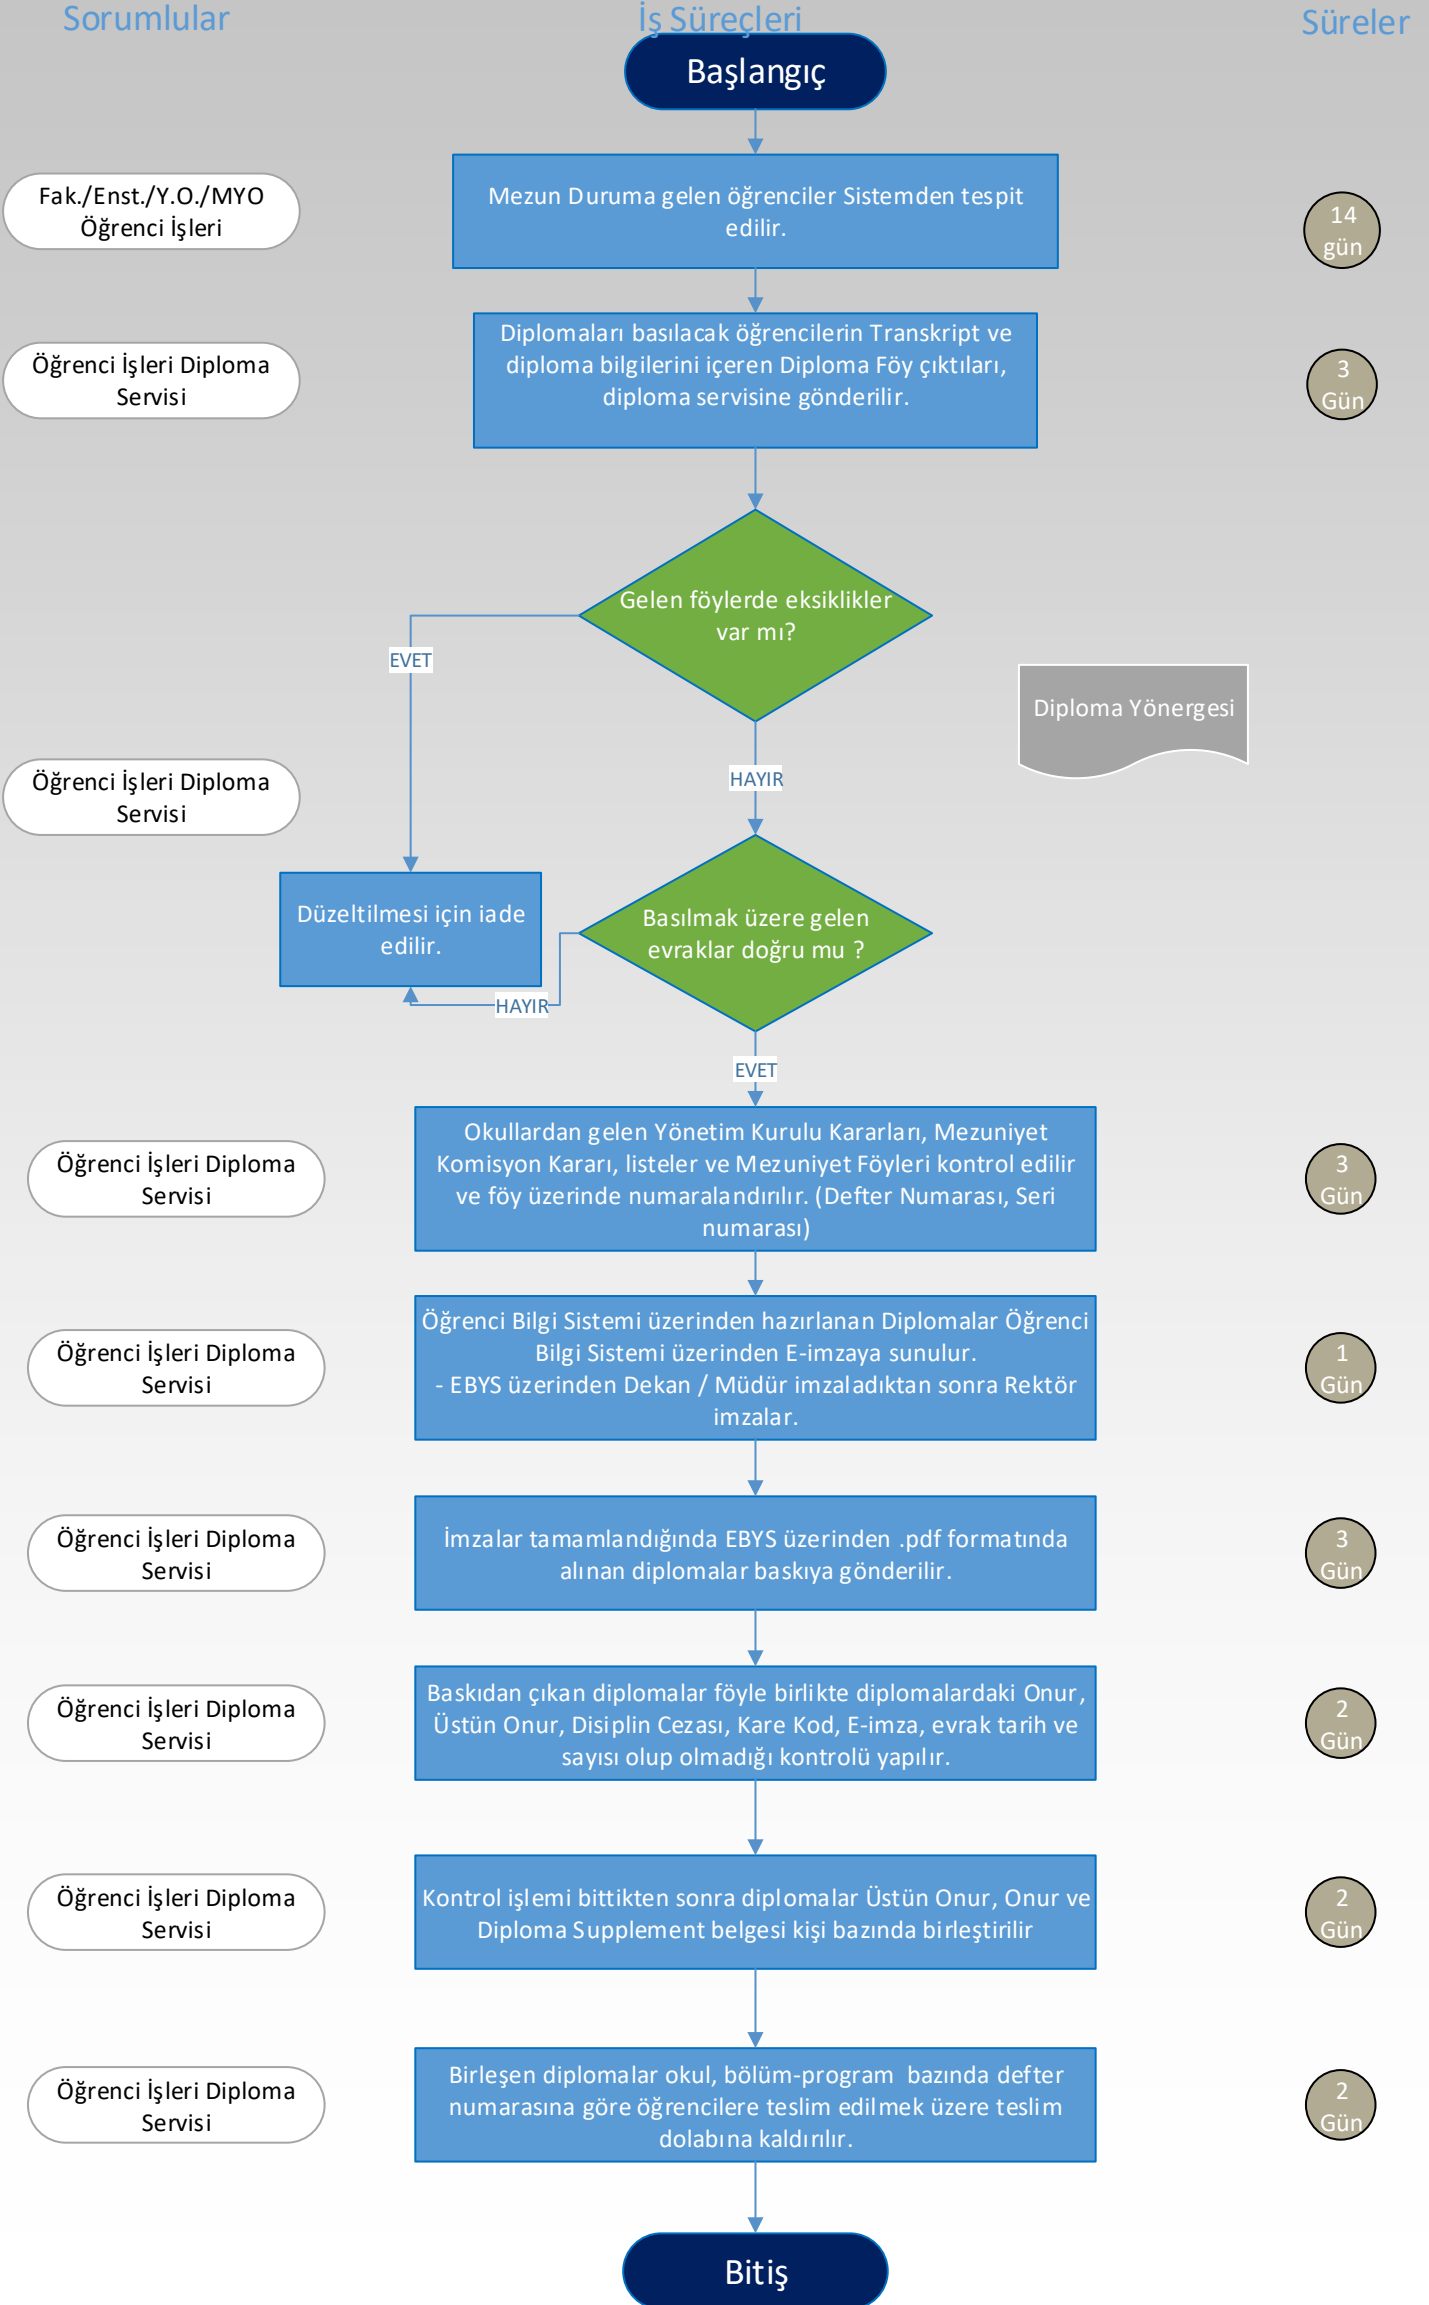 Sorumlular
İş Süreçleri
Süreler
Başlangıç
Fak./Enst./Y.O./MYO
Öğrenci İşleri
Mezun Duruma gelen öğrenciler Sistemden tespit
edilir.
14
gün
Öğrenci İşleri Diploma
Servisi
Diplomaları basılacak öğrencilerin Transkript ve
diploma bilgilerini içeren Diploma Föy çıktıları,
diploma servisine gönderilir.
3
Gün
Gelen föylerde eksiklikler
var mı?
EVET
Diploma Yönergesi
HAYIR
Öğrenci İşleri Diploma
Servisi
Düzeltilmesi için iade
edilir.
Basılmak üzere gelen
evraklar doğru mu ?
HAYIR
EVET
Öğrenci İşleri Diploma
Servisi
Okullardan gelen Yönetim Kurulu Kararları, Mezuniyet
Komisyon Kararı, listeler ve Mezuniyet Föyleri kontrol edilir
ve föy üzerinde numaralandırılır. (Defter Numarası, Seri
numarası)
3
Gün
Öğrenci İşleri Diploma
Servisi
Öğrenci Bilgi Sistemi üzerinden hazırlanan Diplomalar Öğrenci
Bilgi Sistemi üzerinden E-imzaya sunulur.
- EBYS üzerinden Dekan / Müdür imzaladıktan sonra Rektör
imzalar.
1
Gün
Öğrenci İşleri Diploma
Servisi
İmzalar tamamlandığında EBYS üzerinden .pdf formatında
alınan diplomalar baskıya gönderilir.
3
Gün
Öğrenci İşleri Diploma
Servisi
Baskıdan çıkan diplomalar föyle birlikte diplomalardaki Onur,
Üstün Onur, Disiplin Cezası, Kare Kod, E-imza, evrak tarih ve
sayısı olup olmadığı kontrolü yapılır.
2
Gün
Öğrenci İşleri Diploma
Servisi
Kontrol işlemi bittikten sonra diplomalar Üstün Onur, Onur ve
Diploma Supplement belgesi kişi bazında birleştirilir
2
Gün
Öğrenci İşleri Diploma
Servisi
Birleşen diplomalar okul, bölüm-program  bazında defter
numarasına göre öğrencilere teslim edilmek üzere teslim
dolabına kaldırılır.
2
Gün
Bitiş